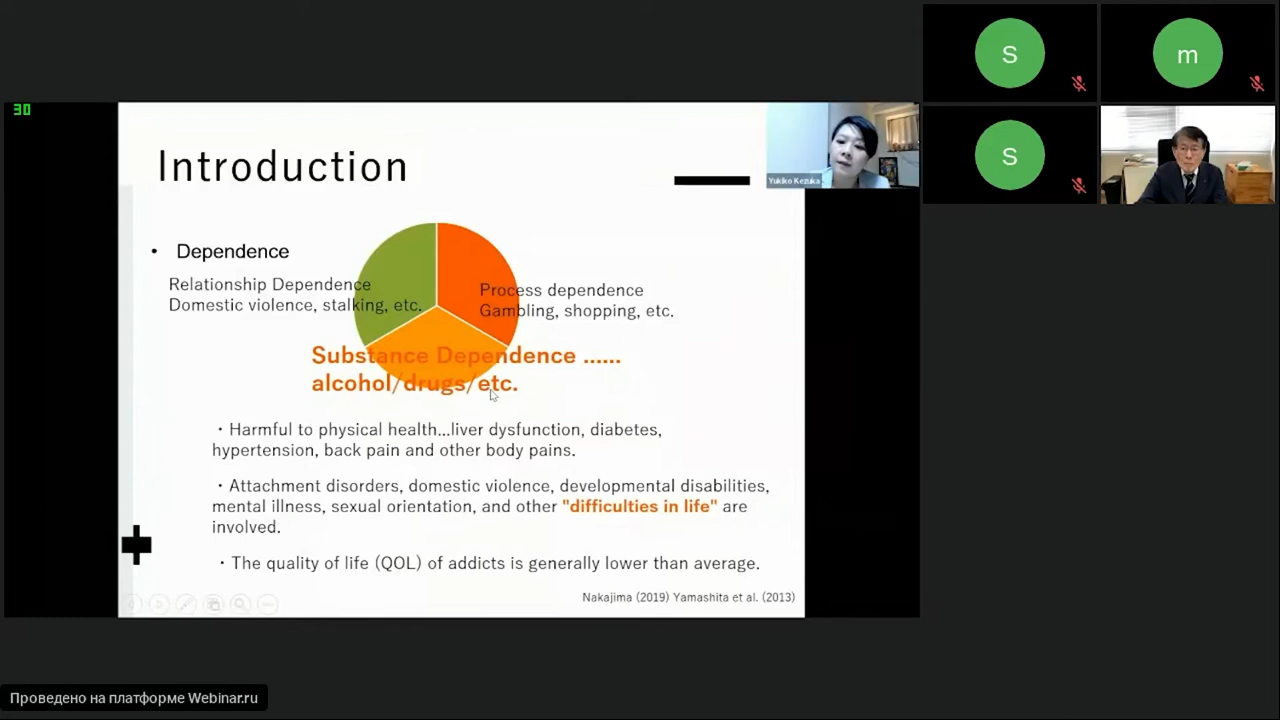 30
S
m
S
Introduction
Yukiko Kezuka
• Dependence
Relationship Dependence
Domestic violence, stalking, etc.
Process dependence
Gambling, shopping, etc.
Substance Dependence ......
alcohol/drugs/etc.
・Harmful to physical health...liver dysfunction, diabetes,
hypertension, back pain and other body pains.
・Attachment disorders, domestic violence, developmental disabilities,
mental illness, sexual orientation, and other "difficulties in life" are
involved.
・The quality of life (QOL) of addicts is generally lower than average.
Nakajima (2019) Yamashita et al. (2013)
Проведено на платформе Webinar.ru